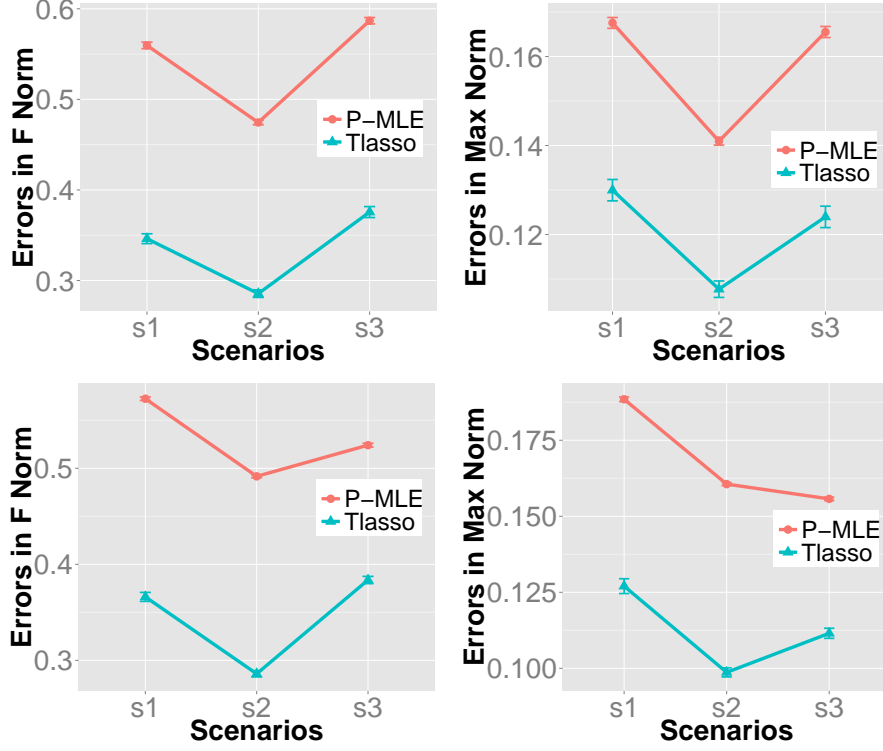 Errors in F Norm
0.6
0.5
0.4
0.3
P-MLE
Tlasso
s1 s2 s3
Scenarios
Errors in Max Norm
0.16
0.14
0.12
P-MLE
Tlasso
s1 s2 s3
Scenarios
Errors in F Norm
0.5
0.4
0.3
P-MLE
Tlasso
s1 s2 s3
Scenarios
Errors in Max Norm
0.175
0.150
0.125
0.100
P-MLE
Tlasso
s1 s2 s3
Scenarios